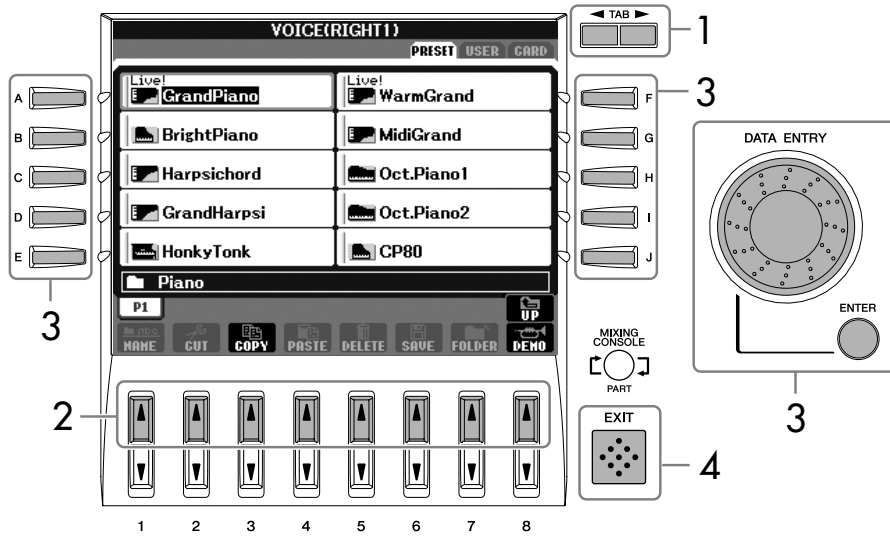 VOICE(RIGHT1)
PRESET USER CARD
◄ TAB ►
1
Live!
GrandPiano
Live!
WarmGrand
BrightPiano
MidiGrand
Harpsichord
Oct.Piano1
GrandHarpsi
Oct.Piano2
HonkyTonk
CP80
Piano
P1
UP
NAME CUT COPY PASTE DELETE SAVE FOLDER DEMO
A
B
C
D
E
3
F
G
H
I
J
3
DATA ENTRY
ENTER
3
MIXING
CONSOLE
PART
EXIT
4
2
1 2 3 4 5 6 7 8